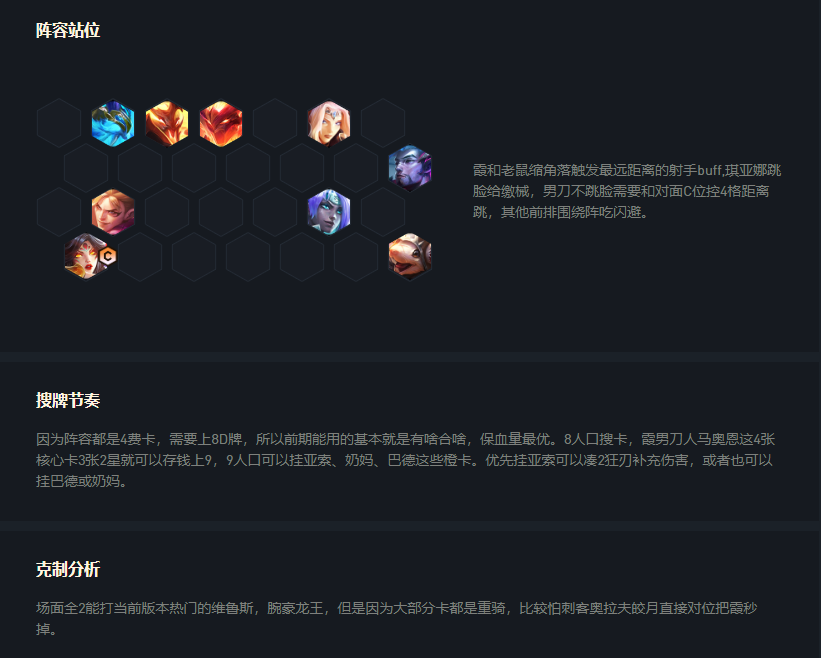 阵容站位
霞和老鼠缩角落触发最远距离的射手buff,琪亚娜跳
脸给缴械，男刀不跳脸需要和对面C位控4格距离
跳，其他前排围绕阵吃闪避。
C
搜牌节奏
因为阵容都是4费卡，需要上8D牌，所以前期能用的基本就是有啥合啥，保血量最优。8人口搜卡，霞男刀人马奥恩这4张
核心卡3张2星就可以存钱上9，9人口可以挂亚索、奶妈、巴德这些橙卡。优先挂亚索可以凑2狂刃补充伤害，或者也可以
挂巴德或奶妈。
克制分析
场面全2能打当前版本热门的维鲁斯，腕豪龙王，但是因为大部分卡都是重骑，比较怕刺客奥拉夫皎月直接对位把霞秒
掉。